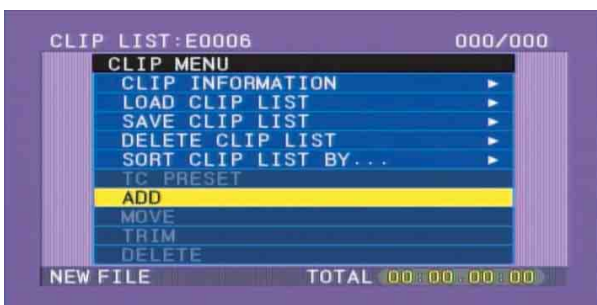 CLIP LIST:E0006 000/000
CLIP MENU
CLIP INFORMATION ►
LOAD CLIP LIST ►
SAVE CLIP LIST ►
DELETE CLIP LIST ►
SORT CLIP LIST BY... ►
TC PRESET
ADD
MOVE
TRIM
DELETE
NEW FILE TOTAL 00:00:00:00